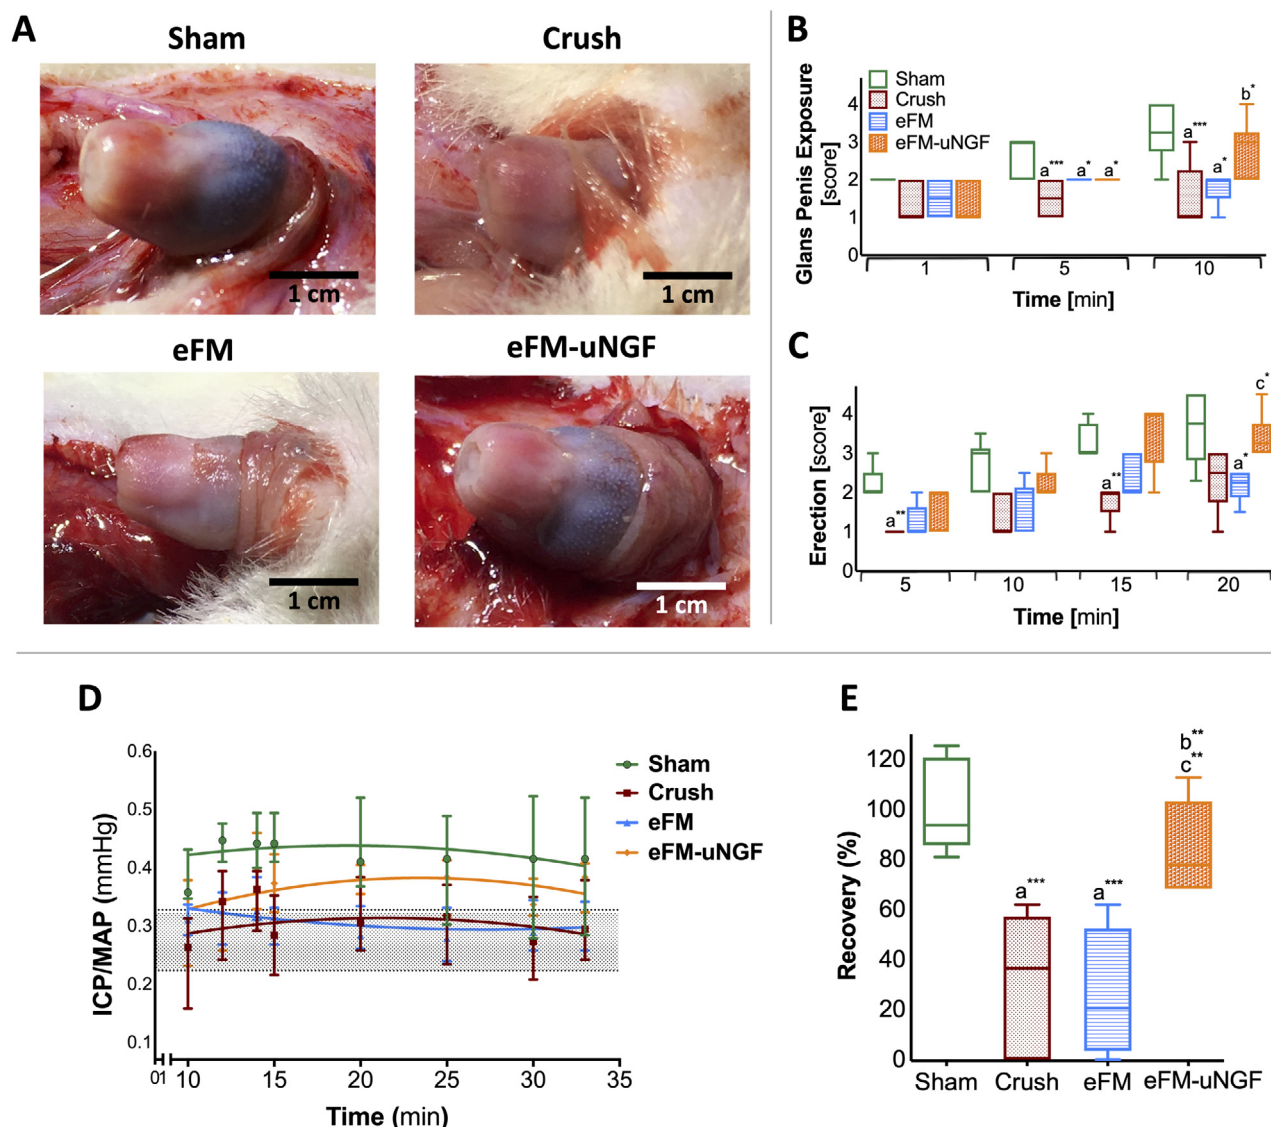 A
Sham
Crush
1 cm
1 cm
eFM
eFM-uNGF
1 cm
1 cm
B
Glans Penis Exposure
[score]
Sham
Crush
eFM
eFM-uNGF
4
3
2
1
0
a***
a*
a*
a***
a*
b*
1
5
10
Time [min]
C
Erection [score]
4
3
2
1
0
a**
a**
a*
c*
5
10
15
20
Time [min]
D
ICP/MAP (mmHg)
0.6
0.5
0.4
0.3
0.2
0.1
Sham
Crush
eFM
eFM-uNGF
01
10
15
20
25
30
35
Time (min)
E
Recovery (%)
120
100
80
60
40
20
0
a***
a***
b**
c**
Sham
Crush
eFM
eFM-uNGF